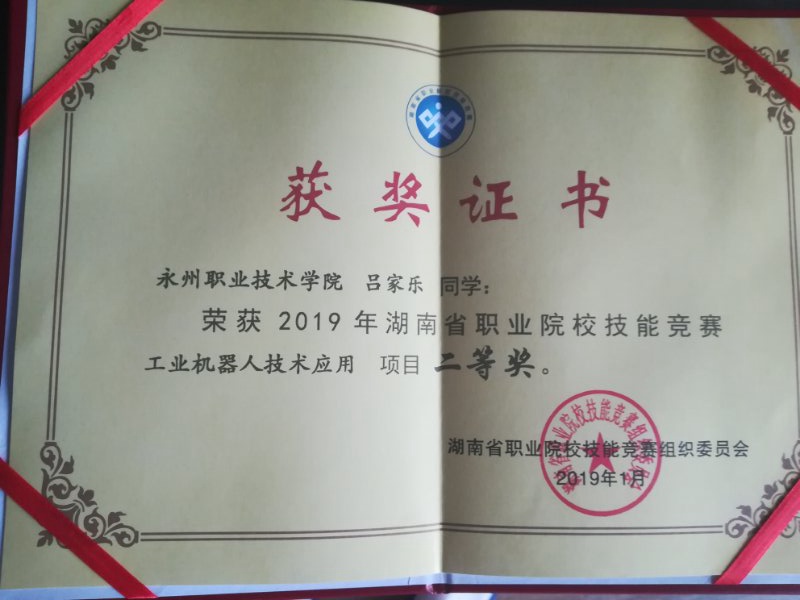 获奖证书
永州职业技术学院 吕家乐 同学：
荣获 2019 年湖南省职业院校技能竞赛
工业机器人技术应用 项目 二等奖。
湖南省职业院校技能竞赛组织委员会
2019年1月